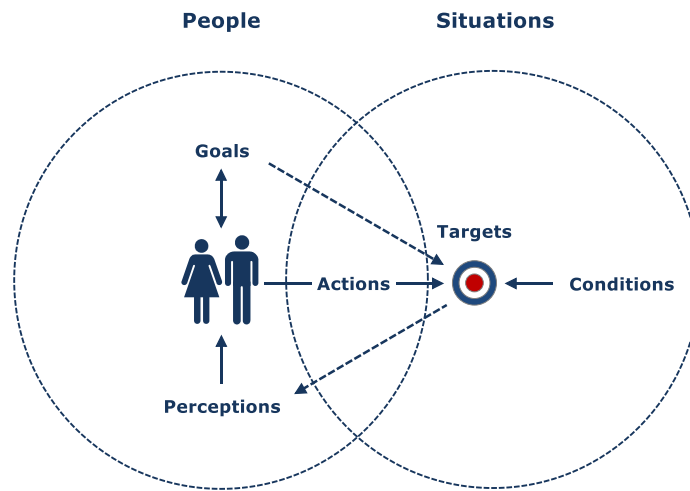 People
Situations
Goals
Targets
Actions
Conditions
Perceptions